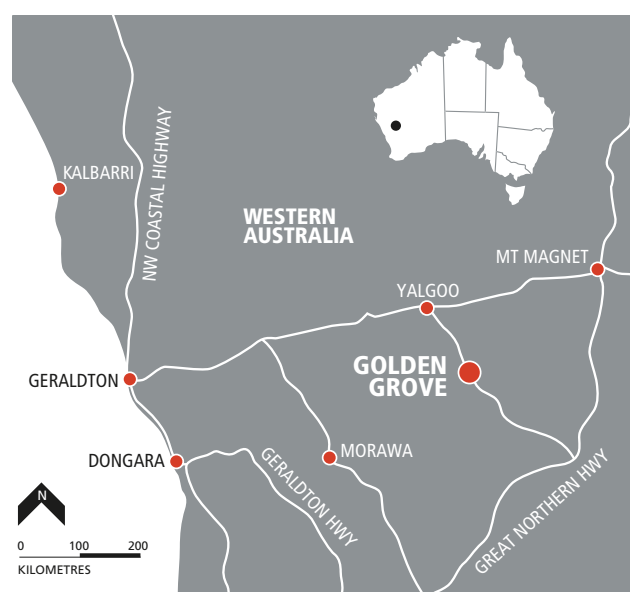 KALBARRI
NW COASTAL HIGHWAY
WESTERN
AUSTRALIA
MT MAGNET
YALGOO
GOLDEN
GROVE
GERALDTON
DONGARA
MORAWA
GERALDTON HWY
GREAT NORTHERN HWY
N
0 100 200
KILOMETRES